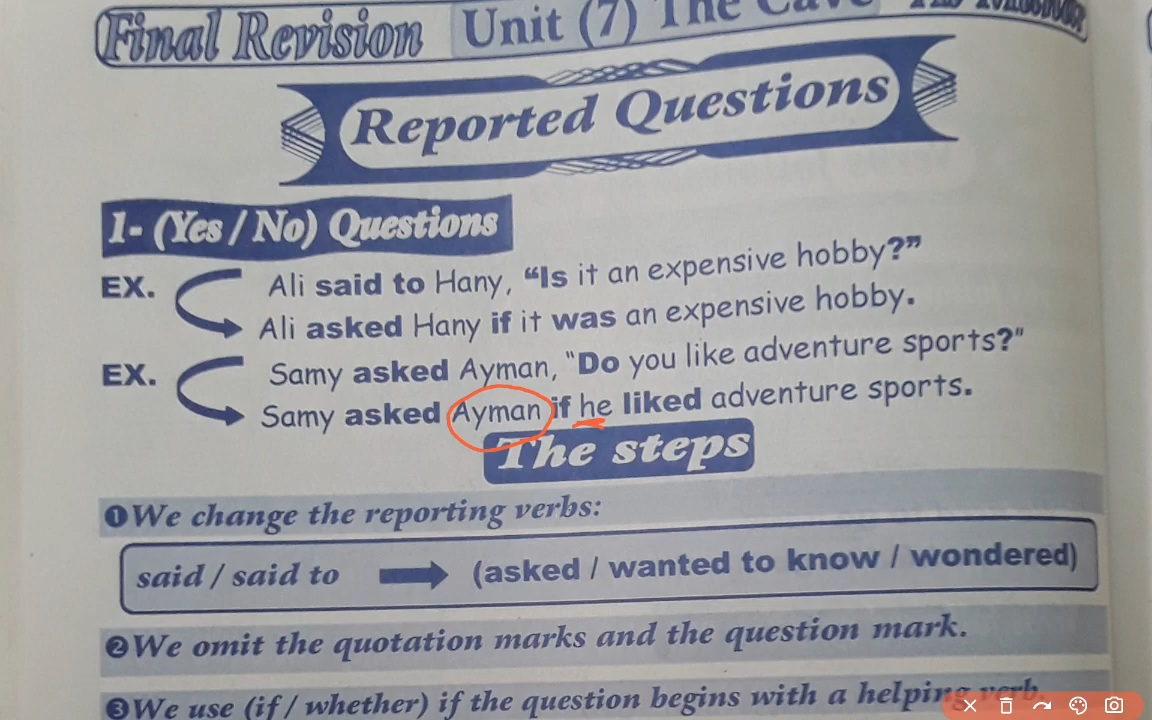 Final Revision Unit (7) The Cave
Reported Questions
1- (Yes / No) Questions
EX. Ali said to Hany, “Is it an expensive hobby?”
Ali asked Hany if it was an expensive hobby.
EX. Samy asked Ayman, “Do you like adventure sports?”
Samy asked Ayman if he liked adventure sports.
The steps
❶We change the reporting verbs:
said / said to (asked / wanted to know / wondered)
❷We omit the quotation marks and the question mark.
❸We use (if / whether) if the question begins with a helping verb.